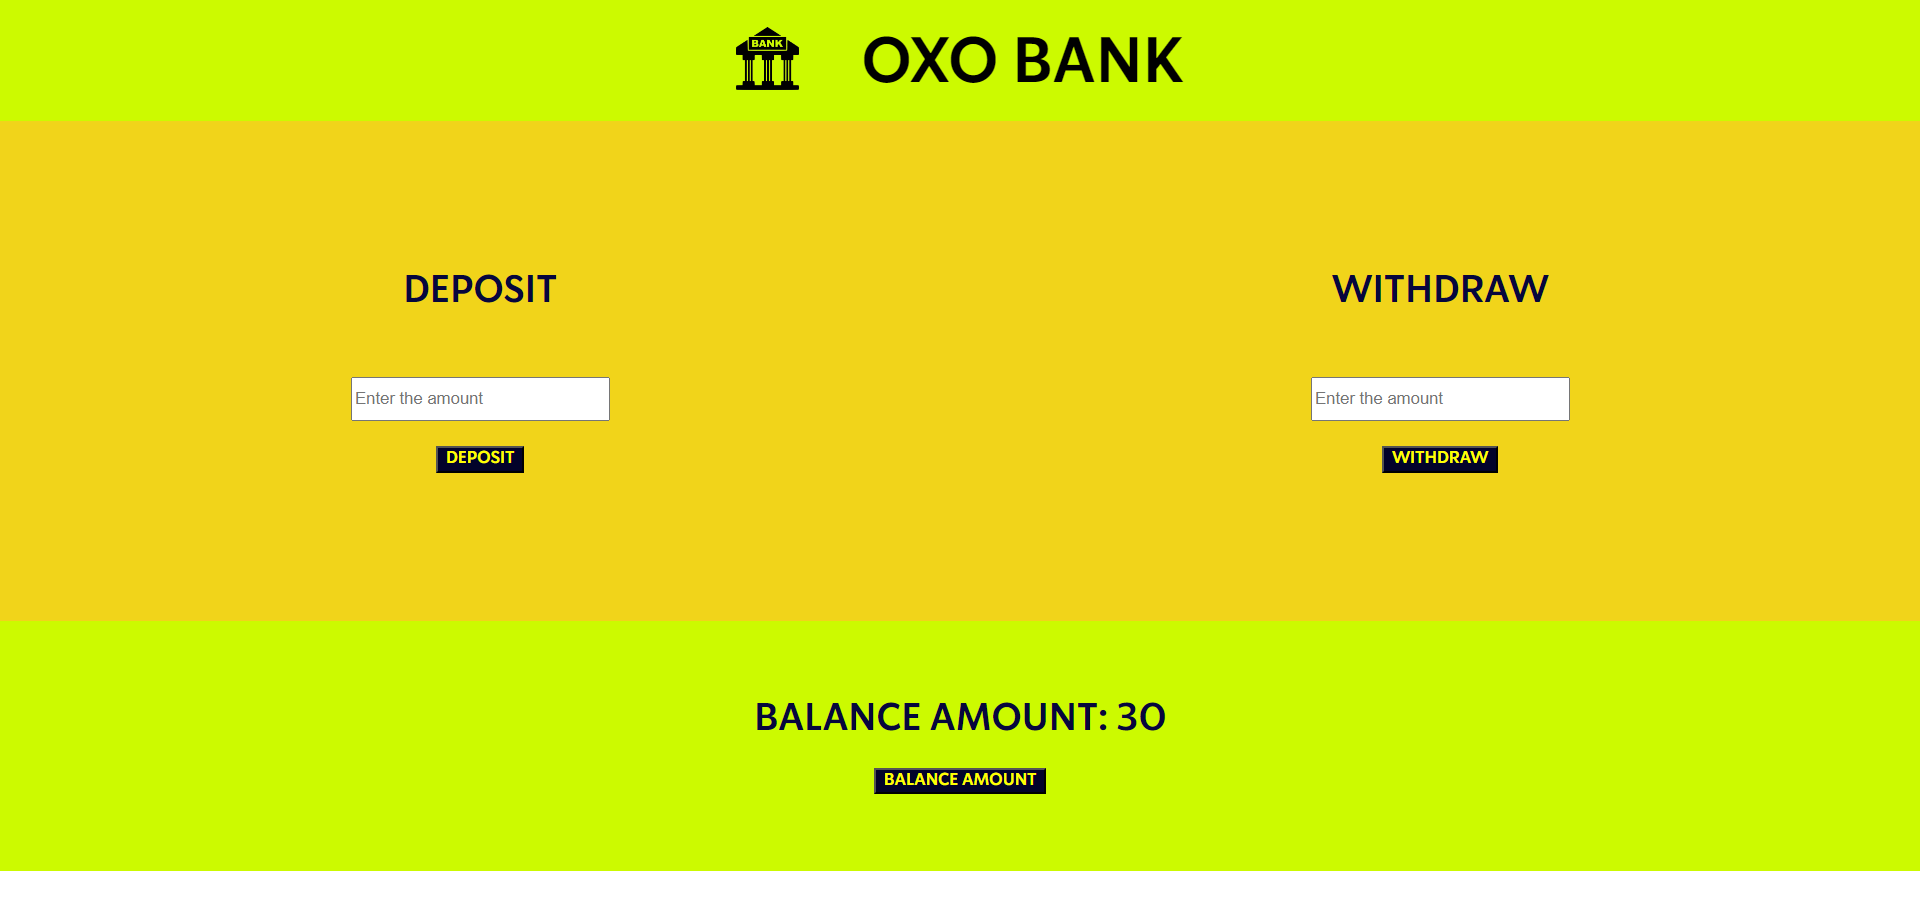 BANK
OXO BANK
DEPOSIT
Enter the amount
DEPOSIT
WITHDRAW
Enter the amount
WITHDRAW
BALANCE AMOUNT: 30
BALANCE AMOUNT